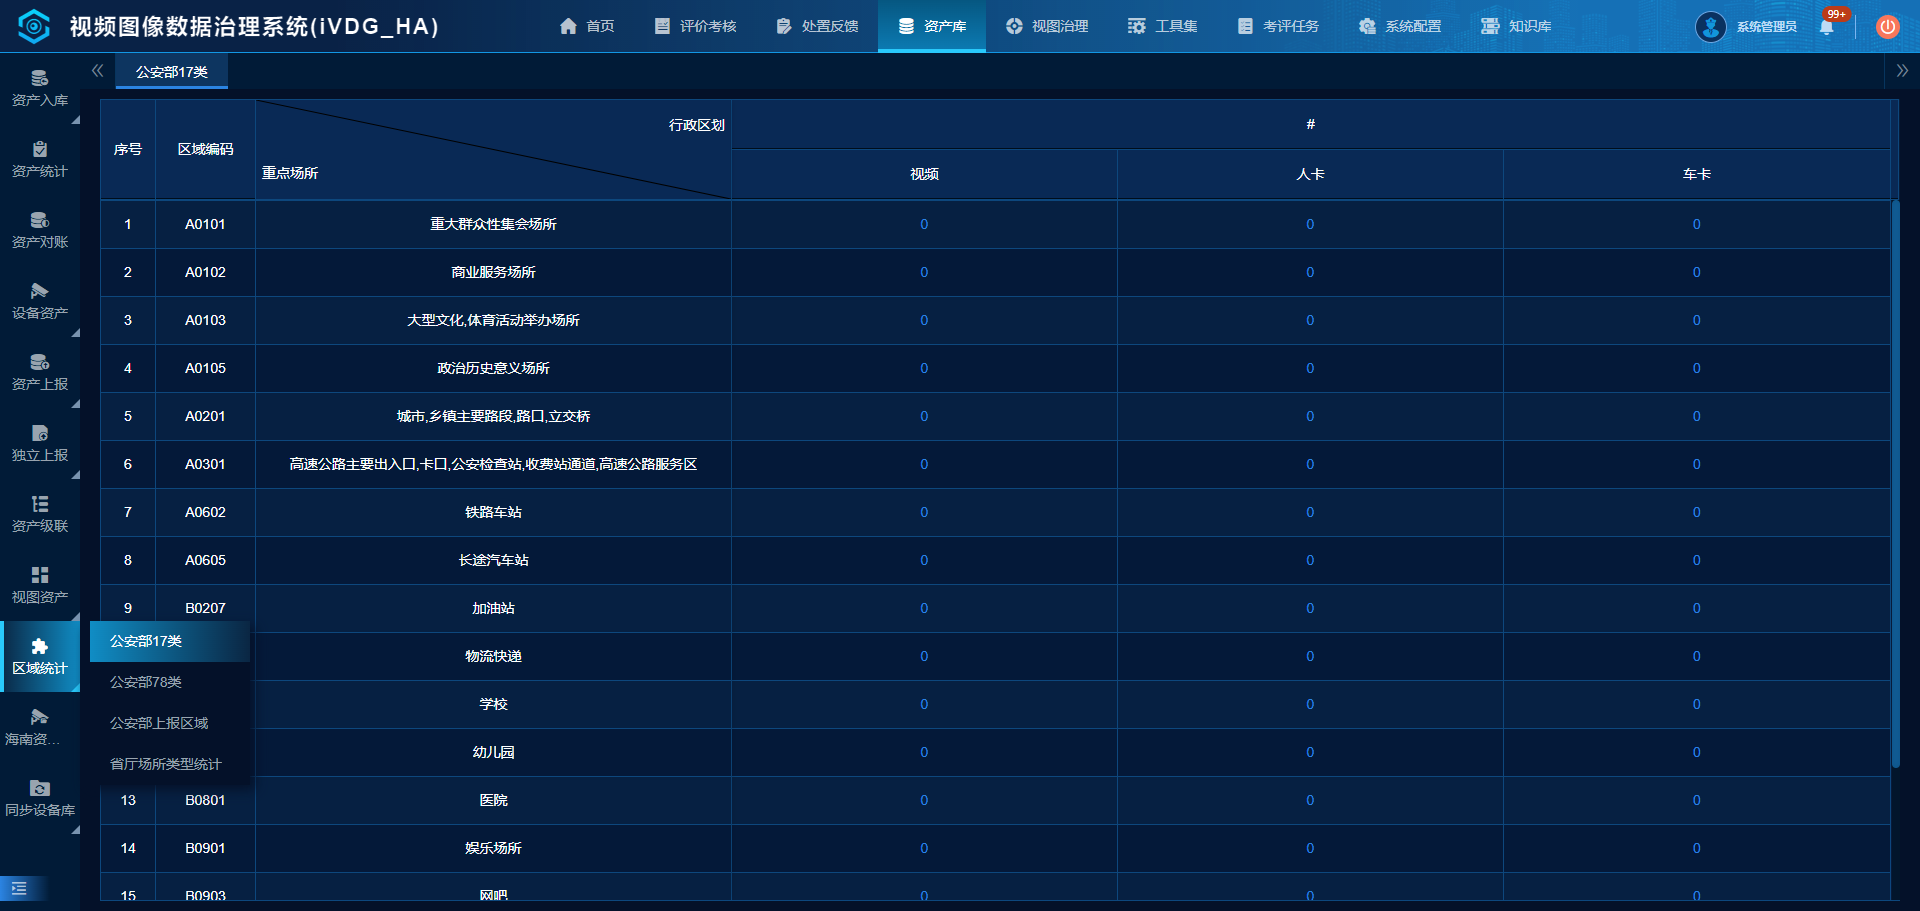 视频图像数据治理系统(iVDG_HA)
首页 评价考核 处置反馈 资产库 视图治理 工具集 考评任务 系统配置 知识库
系统管理员 99+
公安部17类
资产入库
资产统计
资产对账
设备资产
资产上报
独立上报
资产级联
视图资产
区域统计
海南资...
同步设备库
公安部17类
公安部78类
公安部上报区域
省厅场所类型统计
序号 区域编码 行政区划 重点场所 #
视频 人卡 车卡
1 A0101 重大群众性集会场所 0 0 0
2 A0102 商业服务场所 0 0 0
3 A0103 大型文化,体育活动举办场所 0 0 0
4 A0105 政治历史意义场所 0 0 0
5 A0201 城市,乡镇主要路段,路口,立交桥 0 0 0
6 A0301 高速公路主要出入口,卡口,公安检查站,收费站通道,高速公路服务区 0 0 0
7 A0602 铁路车站 0 0 0
8 A0605 长途汽车站 0 0 0
9 B0207 加油站 0 0 0
物流快递 0 0 0
学校 0 0 0
幼儿园 0 0 0
13 B0801 医院 0 0 0
14 B0901 娱乐场所 0 0 0
15 B0903 网吧 0 0 0